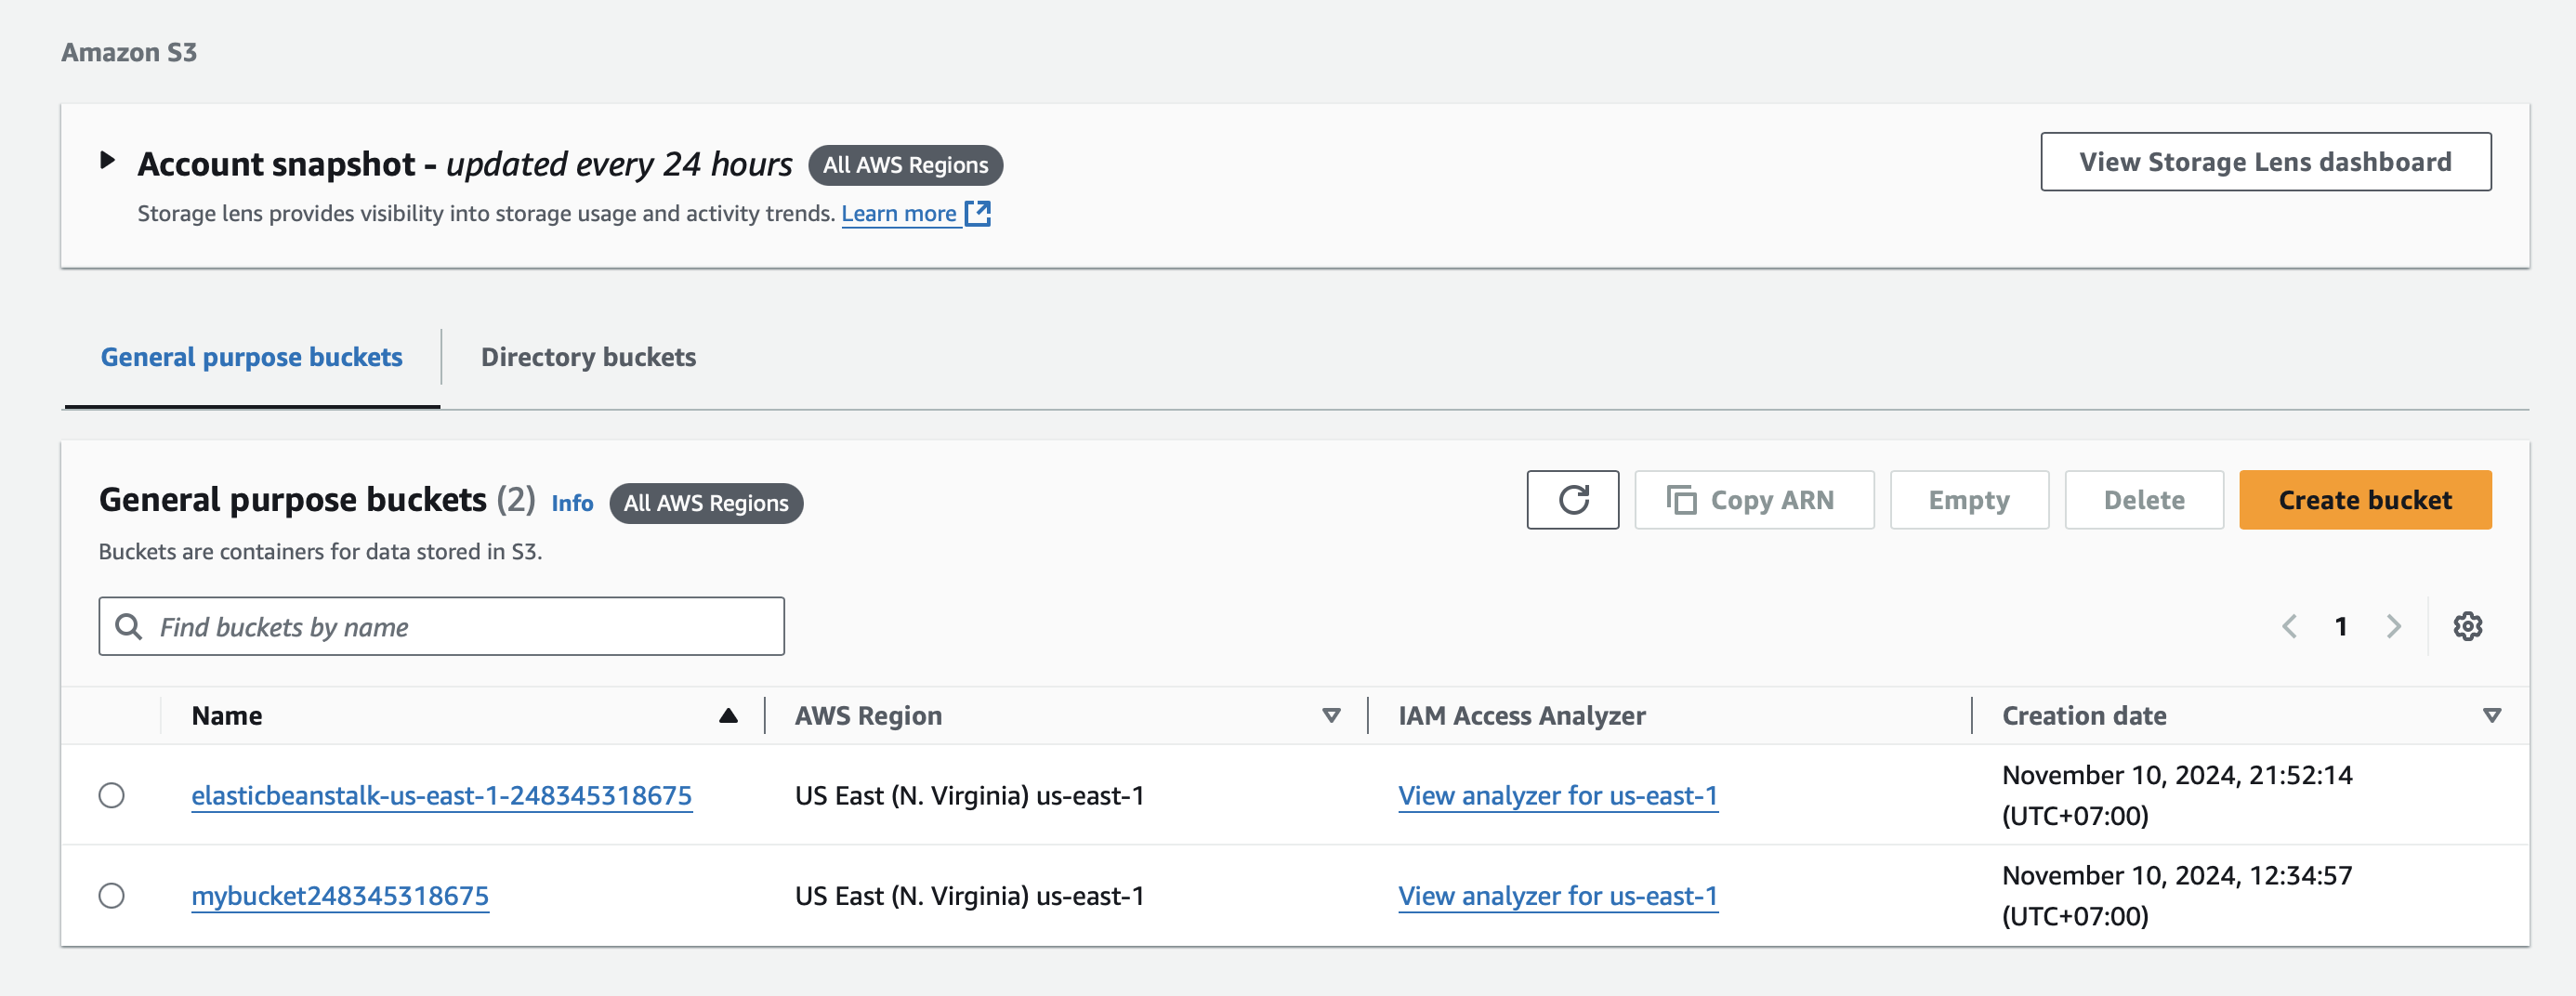 Amazon S3
Account snapshot - updated every 24 hours All AWS Regions
View Storage Lens dashboard
Storage lens provides visibility into storage usage and activity trends. Learn more
General purpose buckets Directory buckets
General purpose buckets (2) Info All AWS Regions
Copy ARN Empty Delete Create bucket
Buckets are containers for data stored in S3.
Find buckets by name
1
Name AWS Region IAM Access Analyzer Creation date
elasticbeanstalk-us-east-1-248345318675 US East (N. Virginia) us-east-1 View analyzer for us-east-1 November 10, 2024, 21:52:14
(UTC+07:00)
mybucket248345318675 US East (N. Virginia) us-east-1 View analyzer for us-east-1 November 10, 2024, 12:34:57
(UTC+07:00)